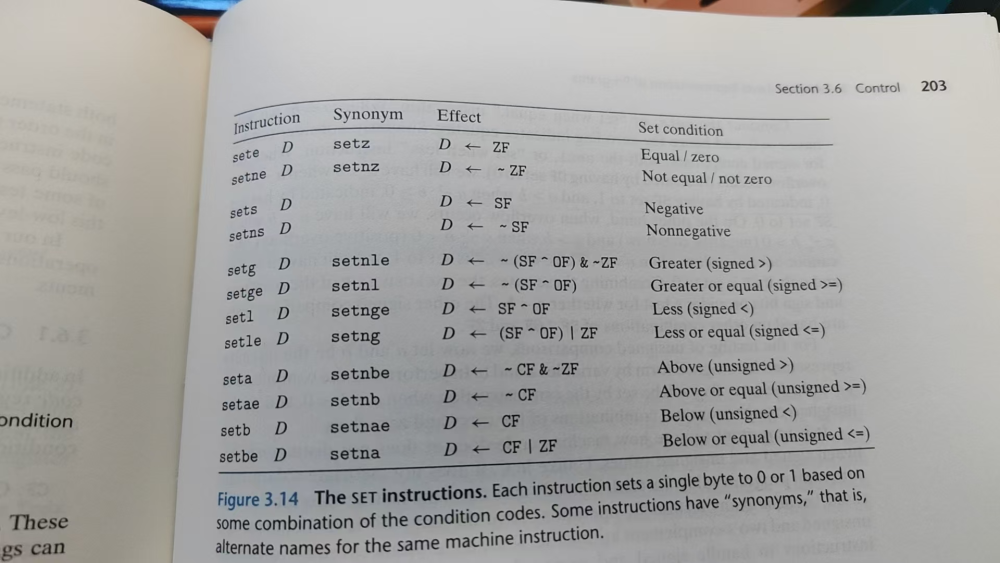 Section 3.6 Control 203
Instruction Synonym Effect Set condition
sete D setz D ← ZF Equal / zero
setne D setnz D ← ~ ZF Not equal / not zero
sets D D ← SF Negative
setns D D ← ~ SF Nonnegative
setg D setnle D ← ~ (SF ^ OF) & ~ZF Greater (signed >)
setge D setnl D ← ~ (SF ^ OF) Greater or equal (signed >=)
setl D setnge D ← SF ^ OF Less (signed <)
setle D setng D ← (SF ^ OF) | ZF Less or equal (signed <=)
seta D setnbe D ← ~ CF & ~ZF Above (unsigned >)
setae D setnb D ← ~ CF Above or equal (unsigned >=)
setb D setnae D ← CF Below (unsigned <)
setbe D setna D ← CF | ZF Below or equal (unsigned <=)
Figure 3.14 The SET instructions. Each instruction sets a single byte to 0 or 1 based on
some combination of the condition codes. Some instructions have “synonyms,” that is,
alternate names for the same machine instruction.
ondition
These
gs can